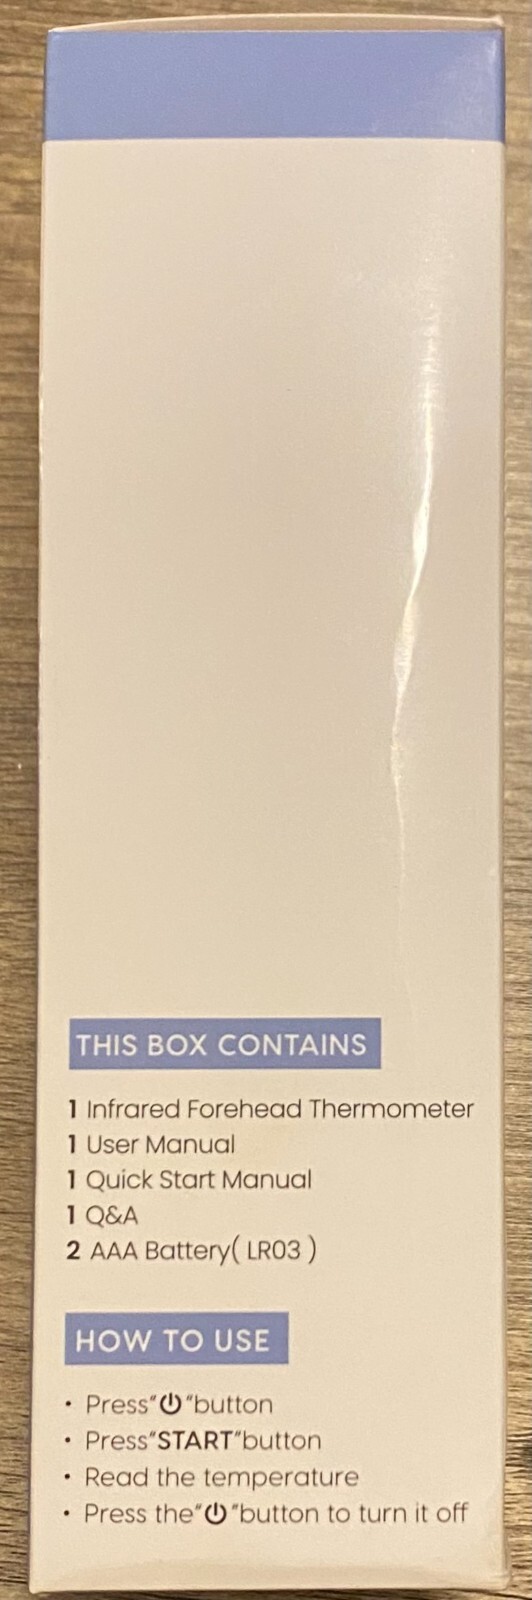 THIS BOX CONTAINS
1 Infrared Forehead Thermometer
1 User Manual
1 Quick Start Manual
1 Q&A
2 AAA Battery( LR03 )
HOW TO USE
• Press"⏻"button
• Press"START"button
• Read the temperature
• Press the"⏻"button to turn it off